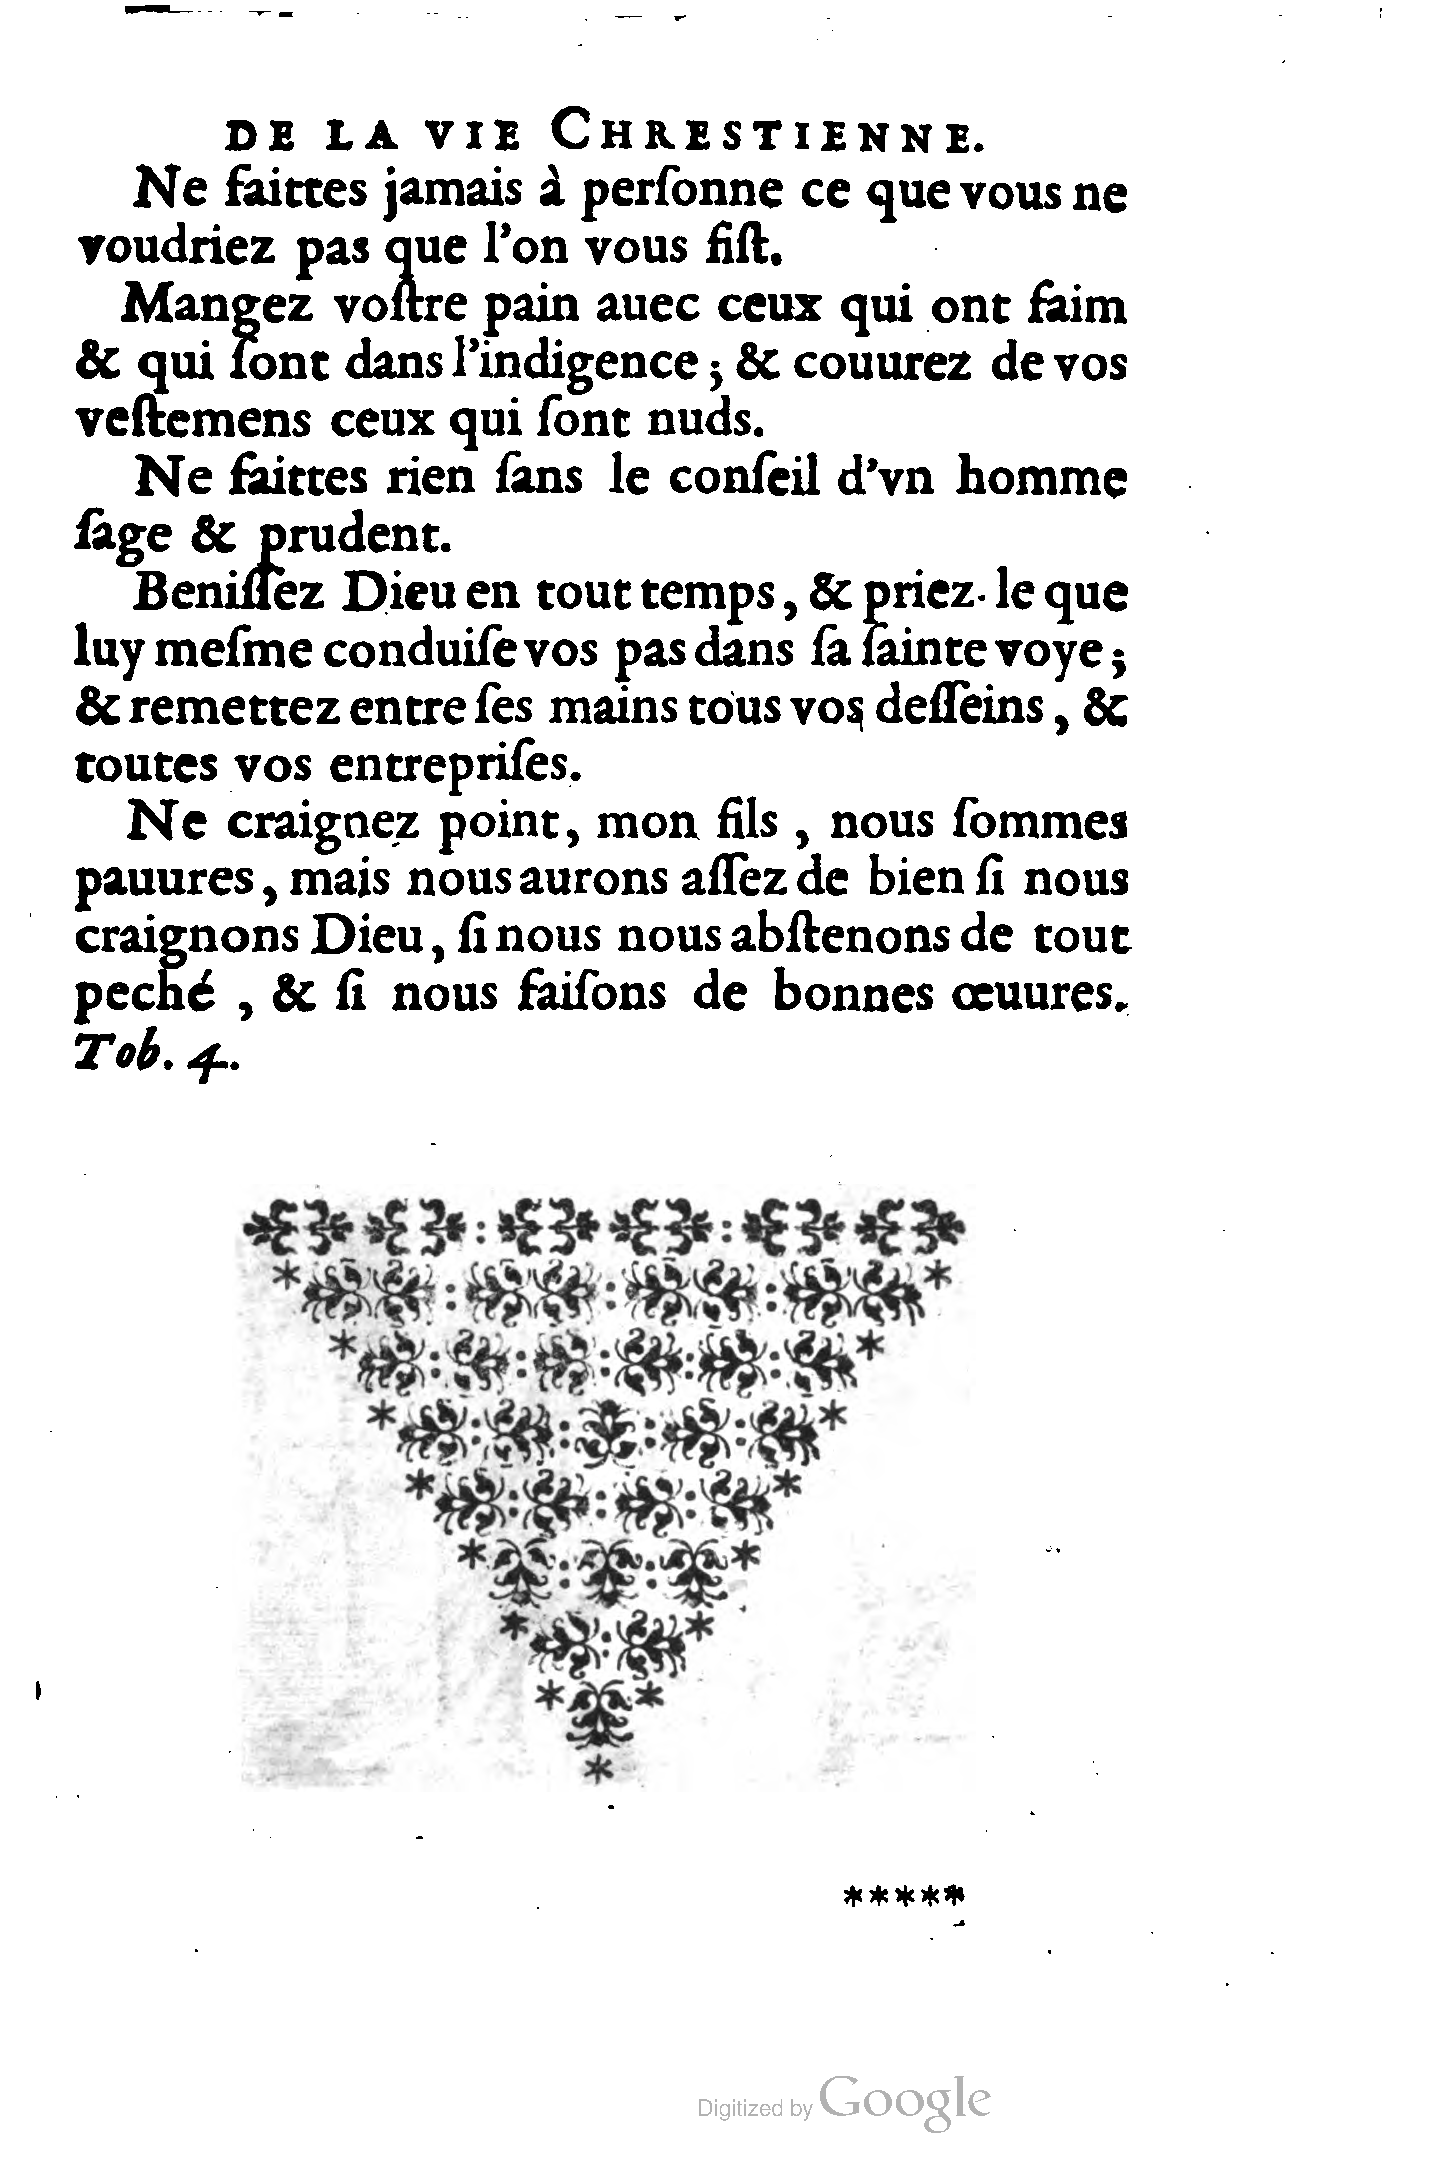 DE LA VIE CHRESTIENNE.
Ne faittes jamais à perſonne ce que vous ne
voudriez pas que l'on vous fiſt.
Mangez voſtre pain auec ceux qui ont faim
& qui ſont dans l'indigence ; & couurez de vos
veſtemens ceux qui ſont nuds.
Ne faittes rien ſans le conſeil d'vn homme
ſage & prudent.
Beniſſez Dieu en tout temps, & priez-le que
luy meſme conduiſe vos pas dans ſa ſainte voye ;
& remettez entre ſes mains tous vos deſſeins, &
toutes vos entrepriſes.
Ne craignez point, mon fils , nous ſommes
pauures, mais nous aurons aſſez de bien ſi nous
craignons Dieu, ſi nous nous abſtenons de tout
peché , & ſi nous faiſons de bonnes œuures.
Tob. 4.
*****
Digitized by Google